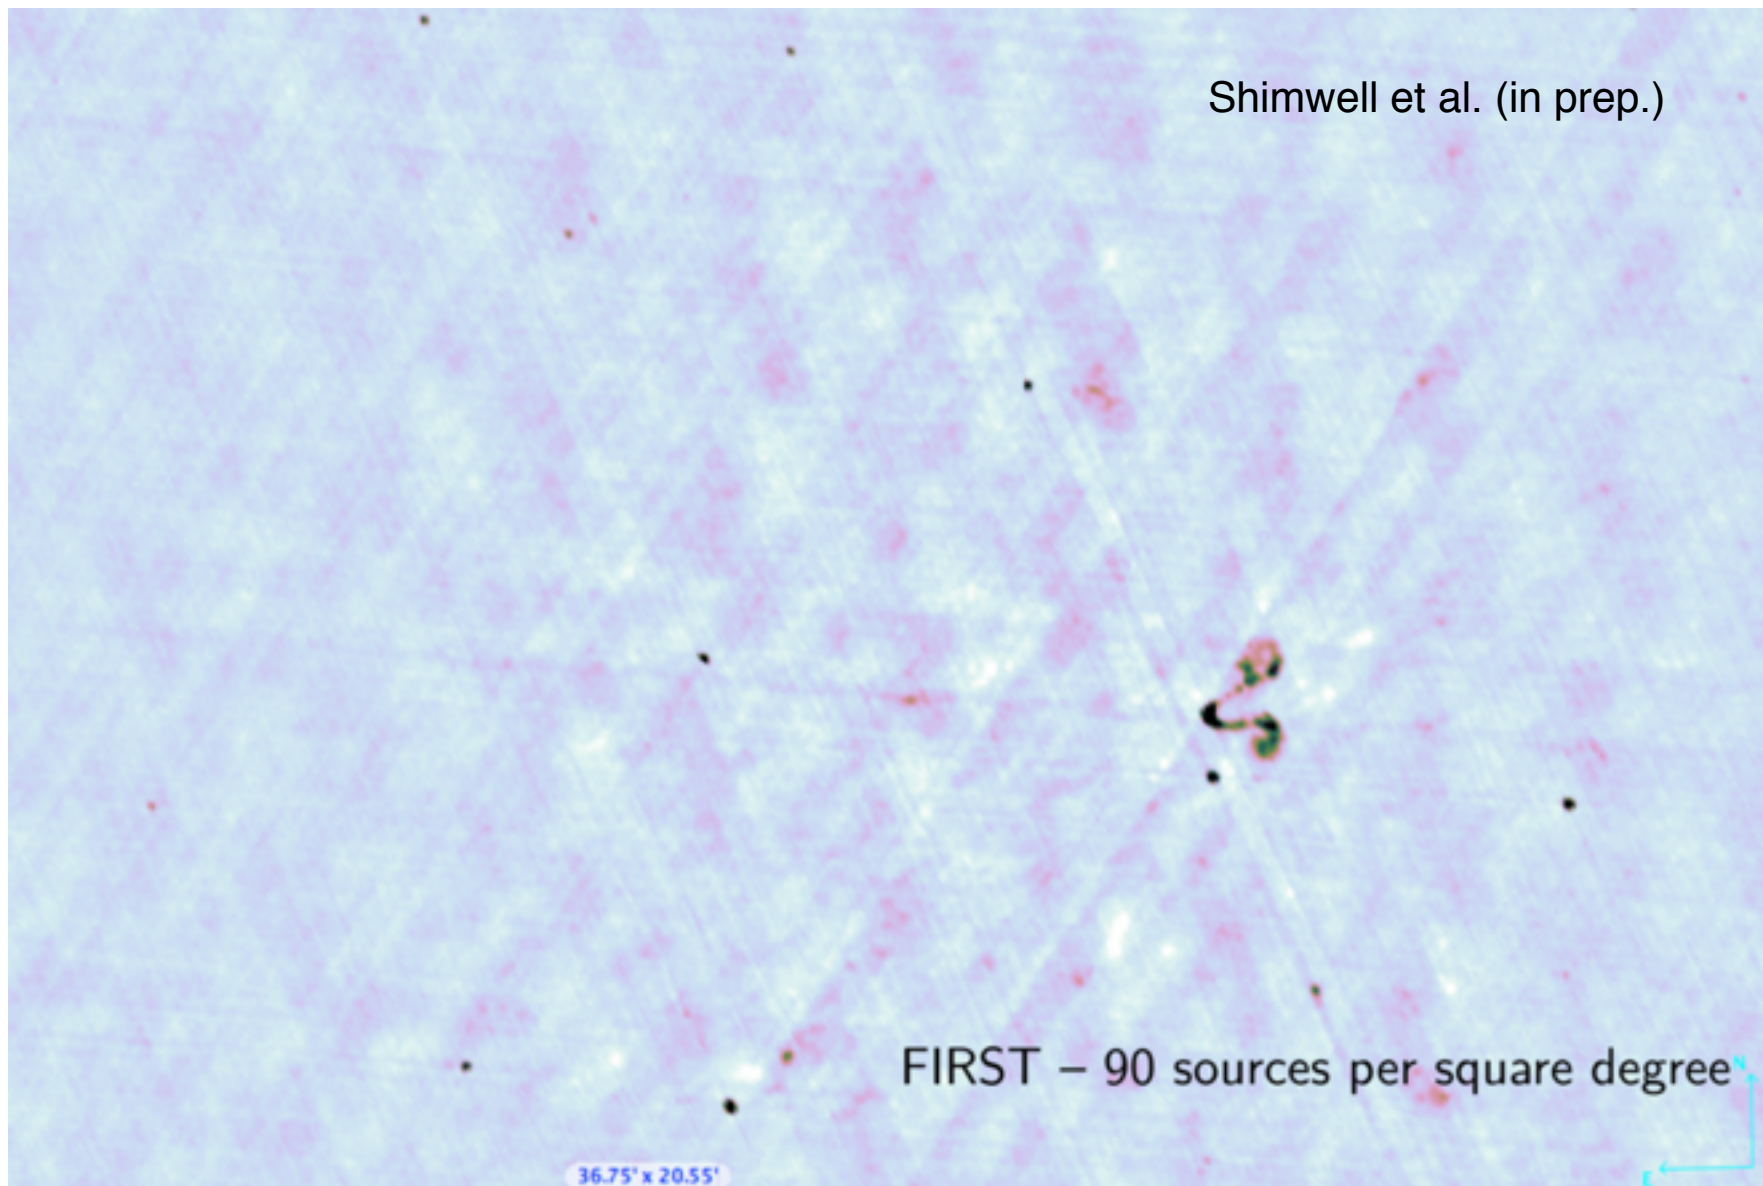 Shimwell et al. (in prep.)
FIRST – 90 sources per square degree
N
E
36.75' x 20.55'